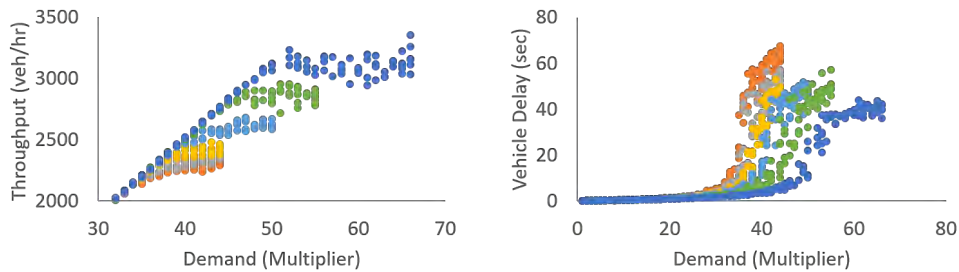 3500
3000
2500
2000
30 40 50 60 70
Throughput (veh/hr)
Demand (Multiplier)
80
60
40
20
0
0 20 40 60 80
Vehicle Delay (sec)
Demand (Multiplier)